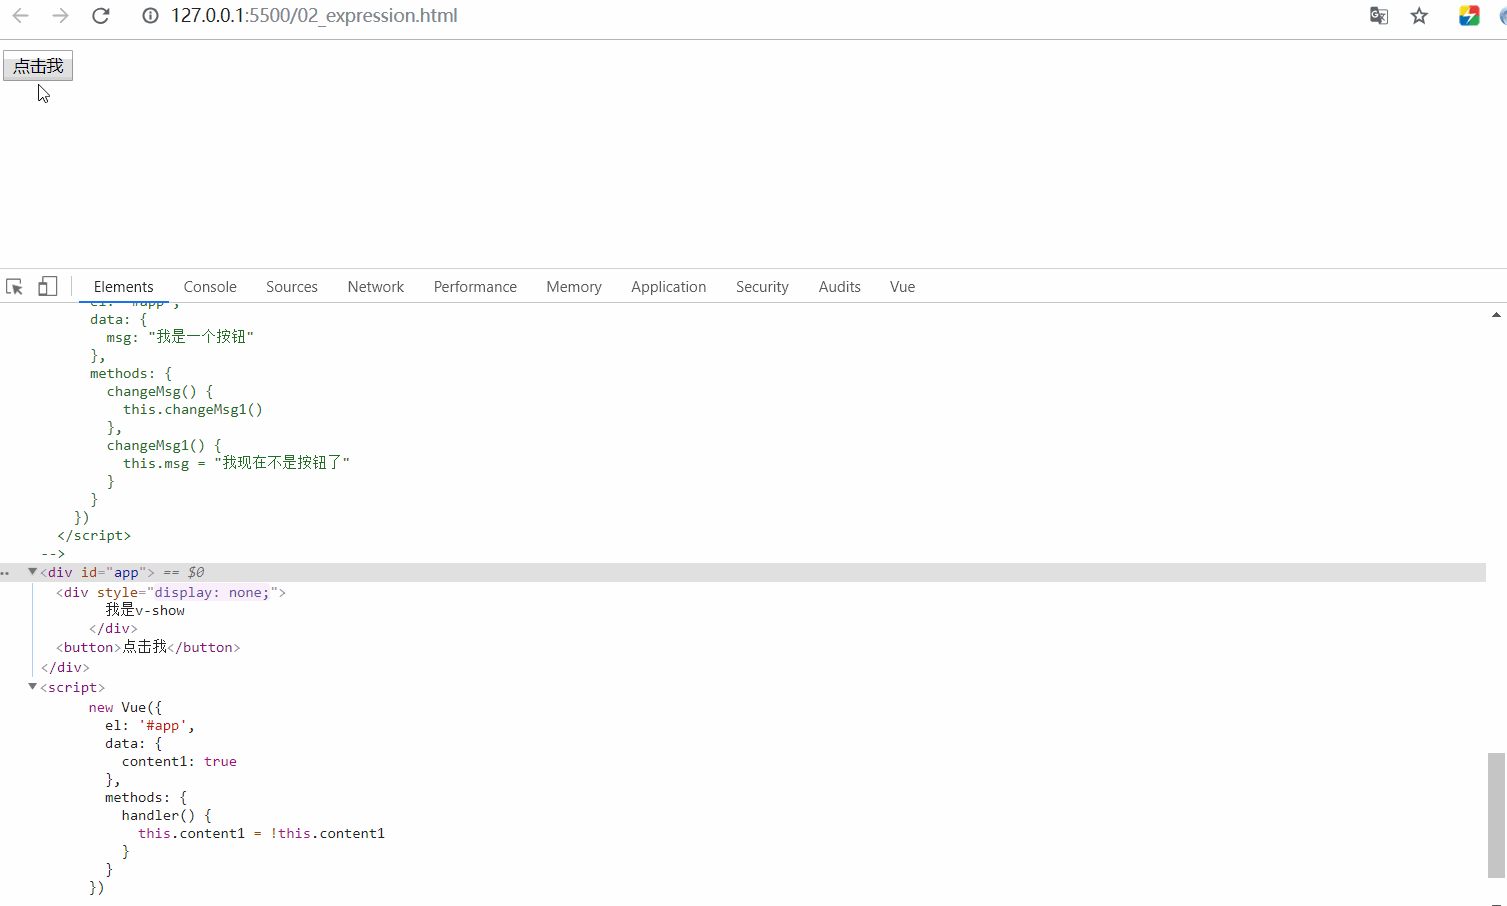 127.0.0.1:5500/02_expression.html
点击我
Elements Console Sources Network Performance Memory Application Security Audits Vue
el: '#app',
data: {
msg: "我是一个按钮"
},
methods: {
changeMsg() {
this.changeMsg1()
},
changeMsg1() {
this.msg = "我现在不是按钮了"
}
}
})
</script>
-->
<div id="app"> == $0
<div style="display: none;">
我是v-show
</div>
<button>点击我</button>
</div>
<script>
new Vue({
el: '#app',
data: {
content1: true
},
methods: {
handler() {
this.content1 = !this.content1
}
}
})